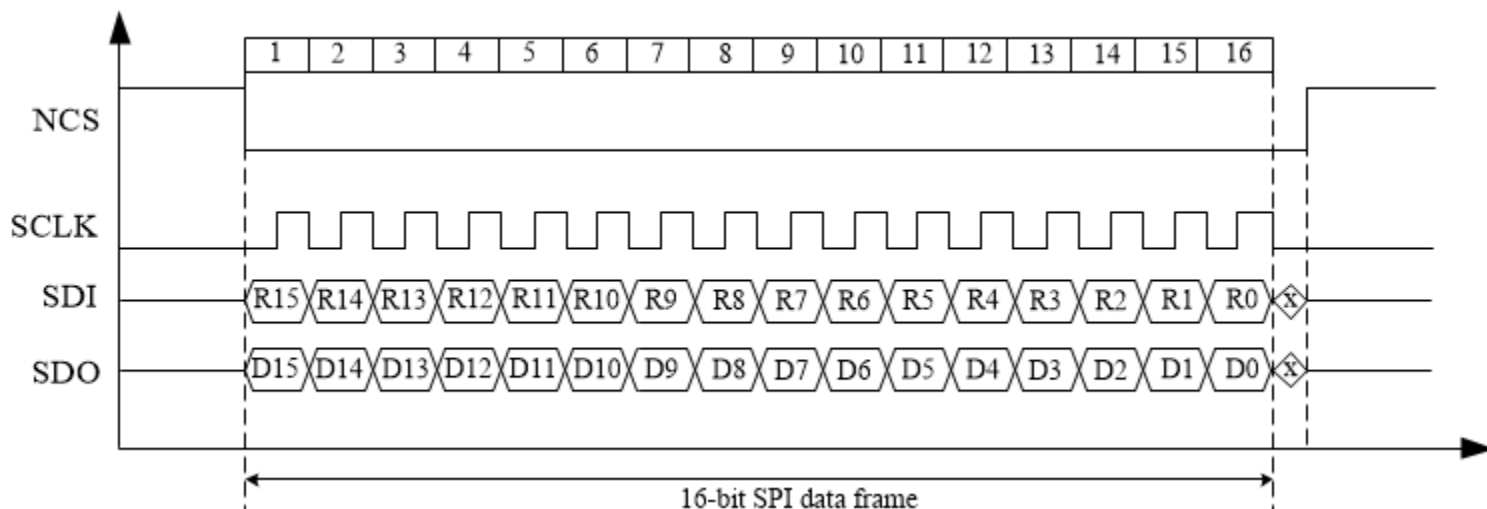 1 2 3 4 5 6 7 8 9 10 11 12 13 14 15 16
NCS
SCLK
SDI R15 R14 R13 R12 R11 R10 R9 R8 R7 R6 R5 R4 R3 R2 R1 R0 x
SDO D15 D14 D13 D12 D11 D10 D9 D8 D7 D6 D5 D4 D3 D2 D1 D0 x
16-bit SPI data frame